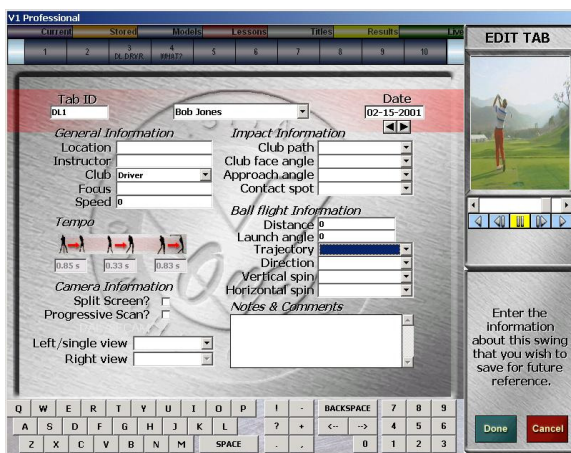 V1 Professional
Current Stored Models Lessons Titles Results Live
1 2 3 4 5 6 7 8 9 10
DL DRVR
EDIT TAB
Tab ID
DL1
Bob Jones
Date
02-15-2001
General Information
Location
Instructor
Club Driver
Focus
Speed 0
Impact Information
Club path
Club face angle
Approach angle
Contact spot
Tempo
0.85 s 0.33 s 0.83 s
Ball flight Information
Distance 0
Launch angle 0
Trajectory
Direction
Vertical spin
Horizontal spin
Camera Information
Split Screen?
Progressive Scan?
Left/single view
Right view
Notes & Comments
Enter the
information
about this swing
that you wish to
save for future
reference.
Done Cancel
Q W E R T Y U I O P ! - BACKSPACE 7 8 9
A S D F G H J K L ? + <-- --> 4 5 6
Z X C V B N M SPACE . , 0 1 2 3